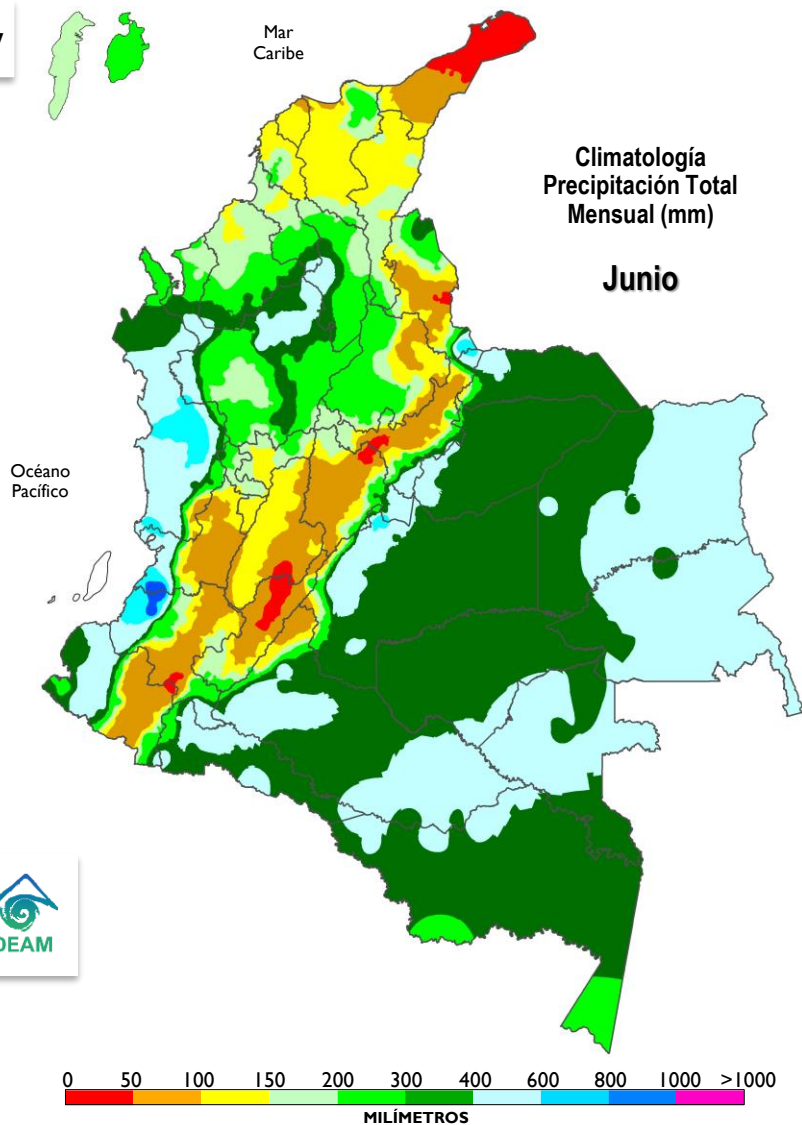 Mar
Caribe
Climatología
Precipitación Total
Mensual (mm)
Junio
Océano
Pacífico
DEAM
0 50 100 150 200 300 400 600 800 1000 >1000
MILÍMETROS